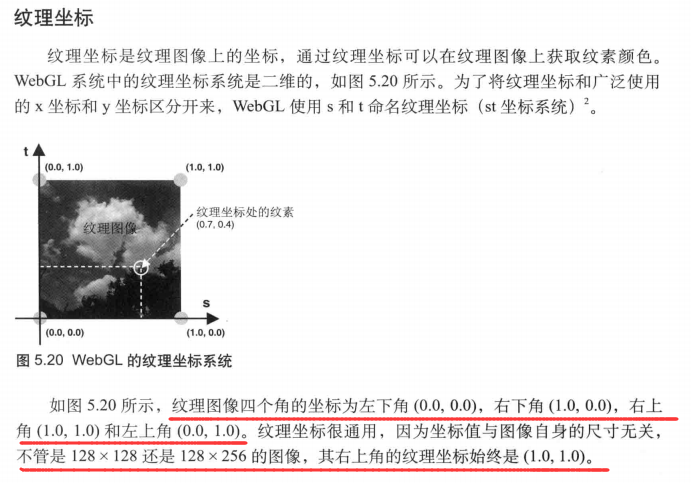 纹理坐标
纹理坐标是纹理图像上的坐标，通过纹理坐标可以在纹理图像上获取纹素颜色。
WebGL 系统中的纹理坐标系统是二维的，如图 5.20 所示。为了将纹理坐标和广泛使用
的 x 坐标和 y 坐标区分开来，WebGL 使用 s 和 t 命名纹理坐标（st 坐标系统）²。
t
(0.0, 1.0)
(1.0, 1.0)
纹理坐标处的纹素
(0.7, 0.4)
纹理图像
s
(0.0, 0.0)
(1.0, 0.0)
图 5.20 WebGL 的纹理坐标系统
如图 5.20 所示，纹理图像四个角的坐标为左下角 (0.0, 0.0)，右下角 (1.0, 0.0)，右上
角 (1.0, 1.0) 和左上角 (0.0, 1.0)。纹理坐标很通用，因为坐标值与图像自身的尺寸无关，
不管是 128 × 128 还是 128 × 256 的图像，其右上角的纹理坐标始终是 (1.0, 1.0)。